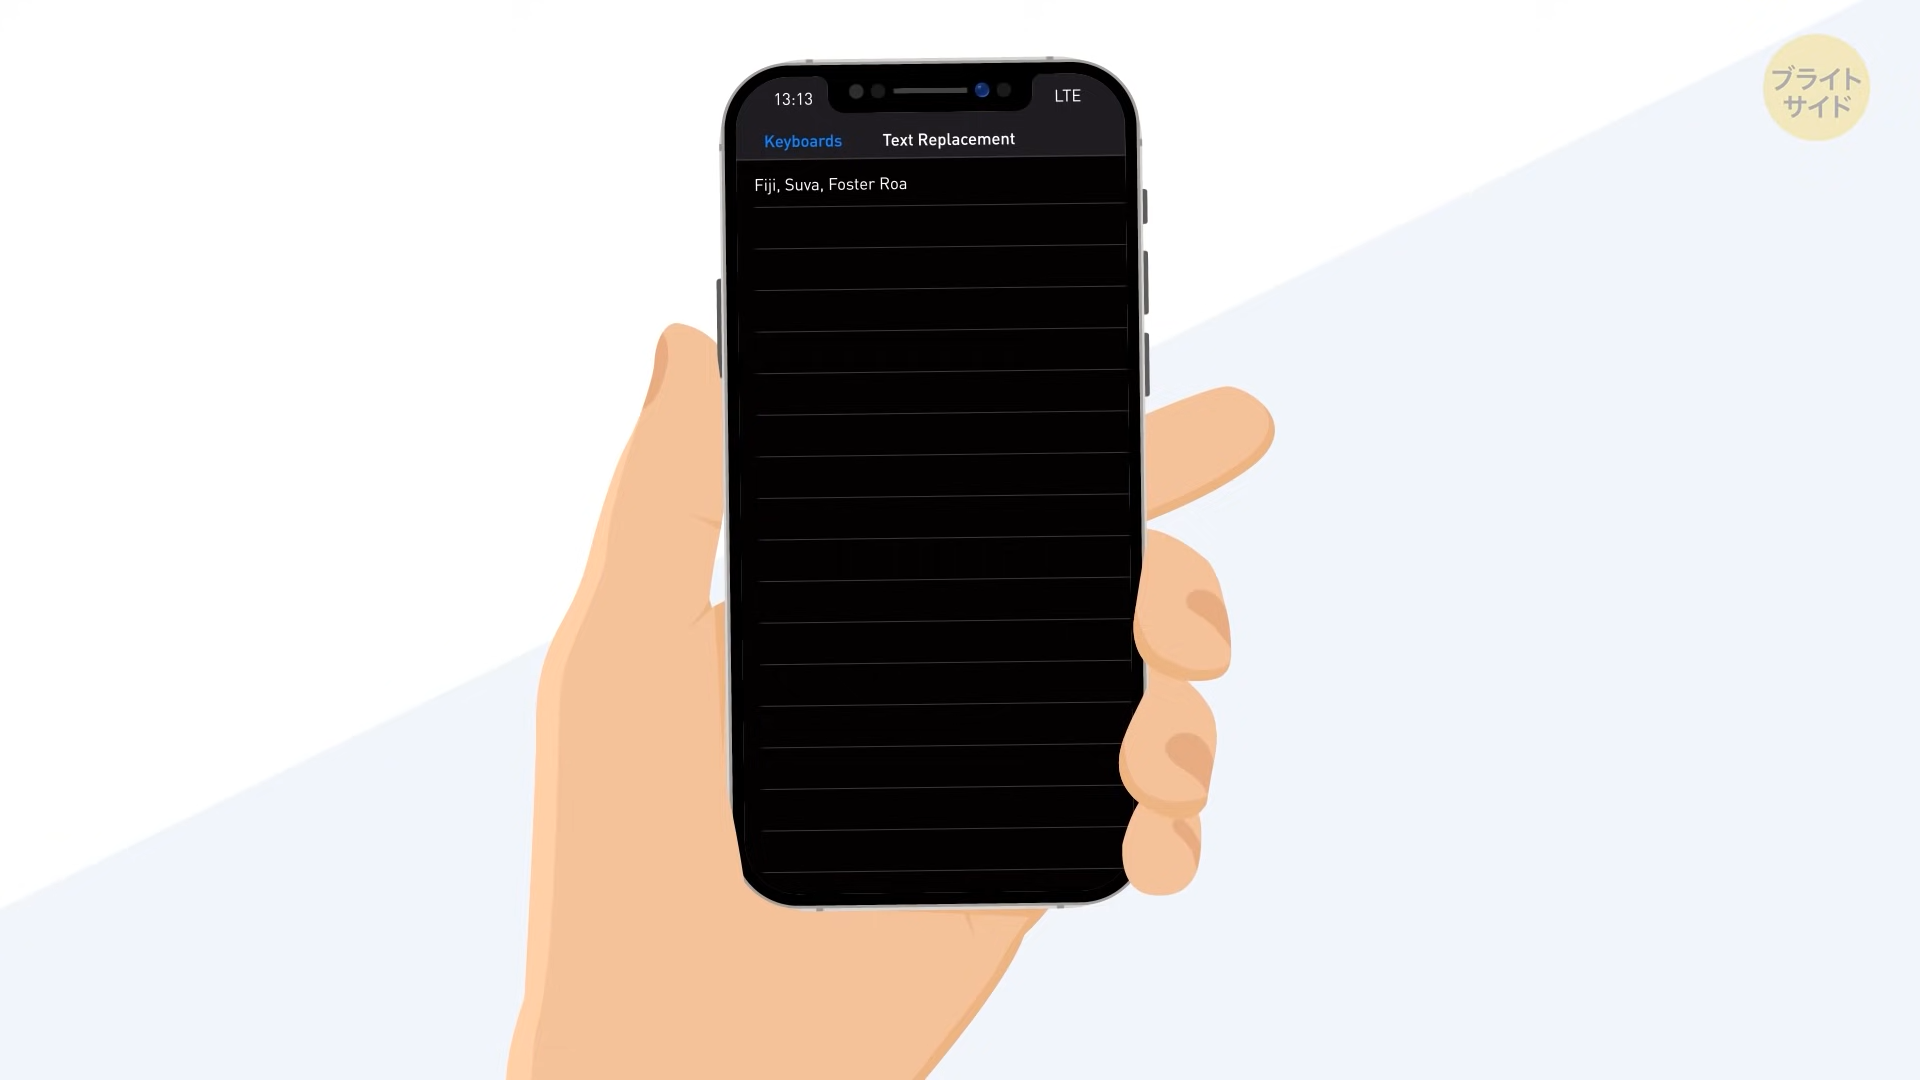 13:13
LTE
Keyboards
Text Replacement
Fiji, Suva, Foster Roa
ブライト
サイド